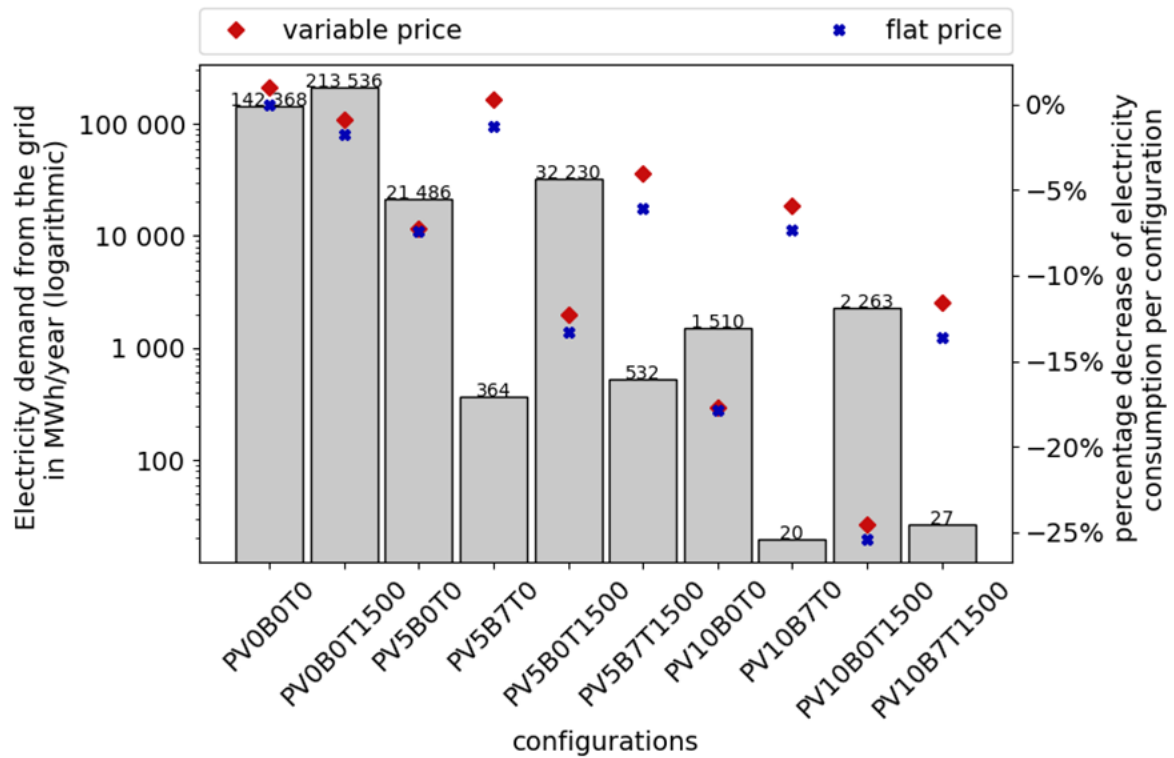 variable price
flat price
Electricity demand from the grid
in MWh/year (logarithmic)
100 000
10 000
1 000
100
142 368
213 536
21 486
364
32 230
532
1 510
20
2 263
27
0%
−5%
−10%
−15%
−20%
−25%
percentage decrease of electricity
consumption per configuration
PV0B0T0
PV0B0T1500
PV5B0T0
PV5B7T0
PV5B0T1500
PV5B7T1500
PV10B0T0
PV10B7T0
PV10B0T1500
PV10B7T1500
configurations